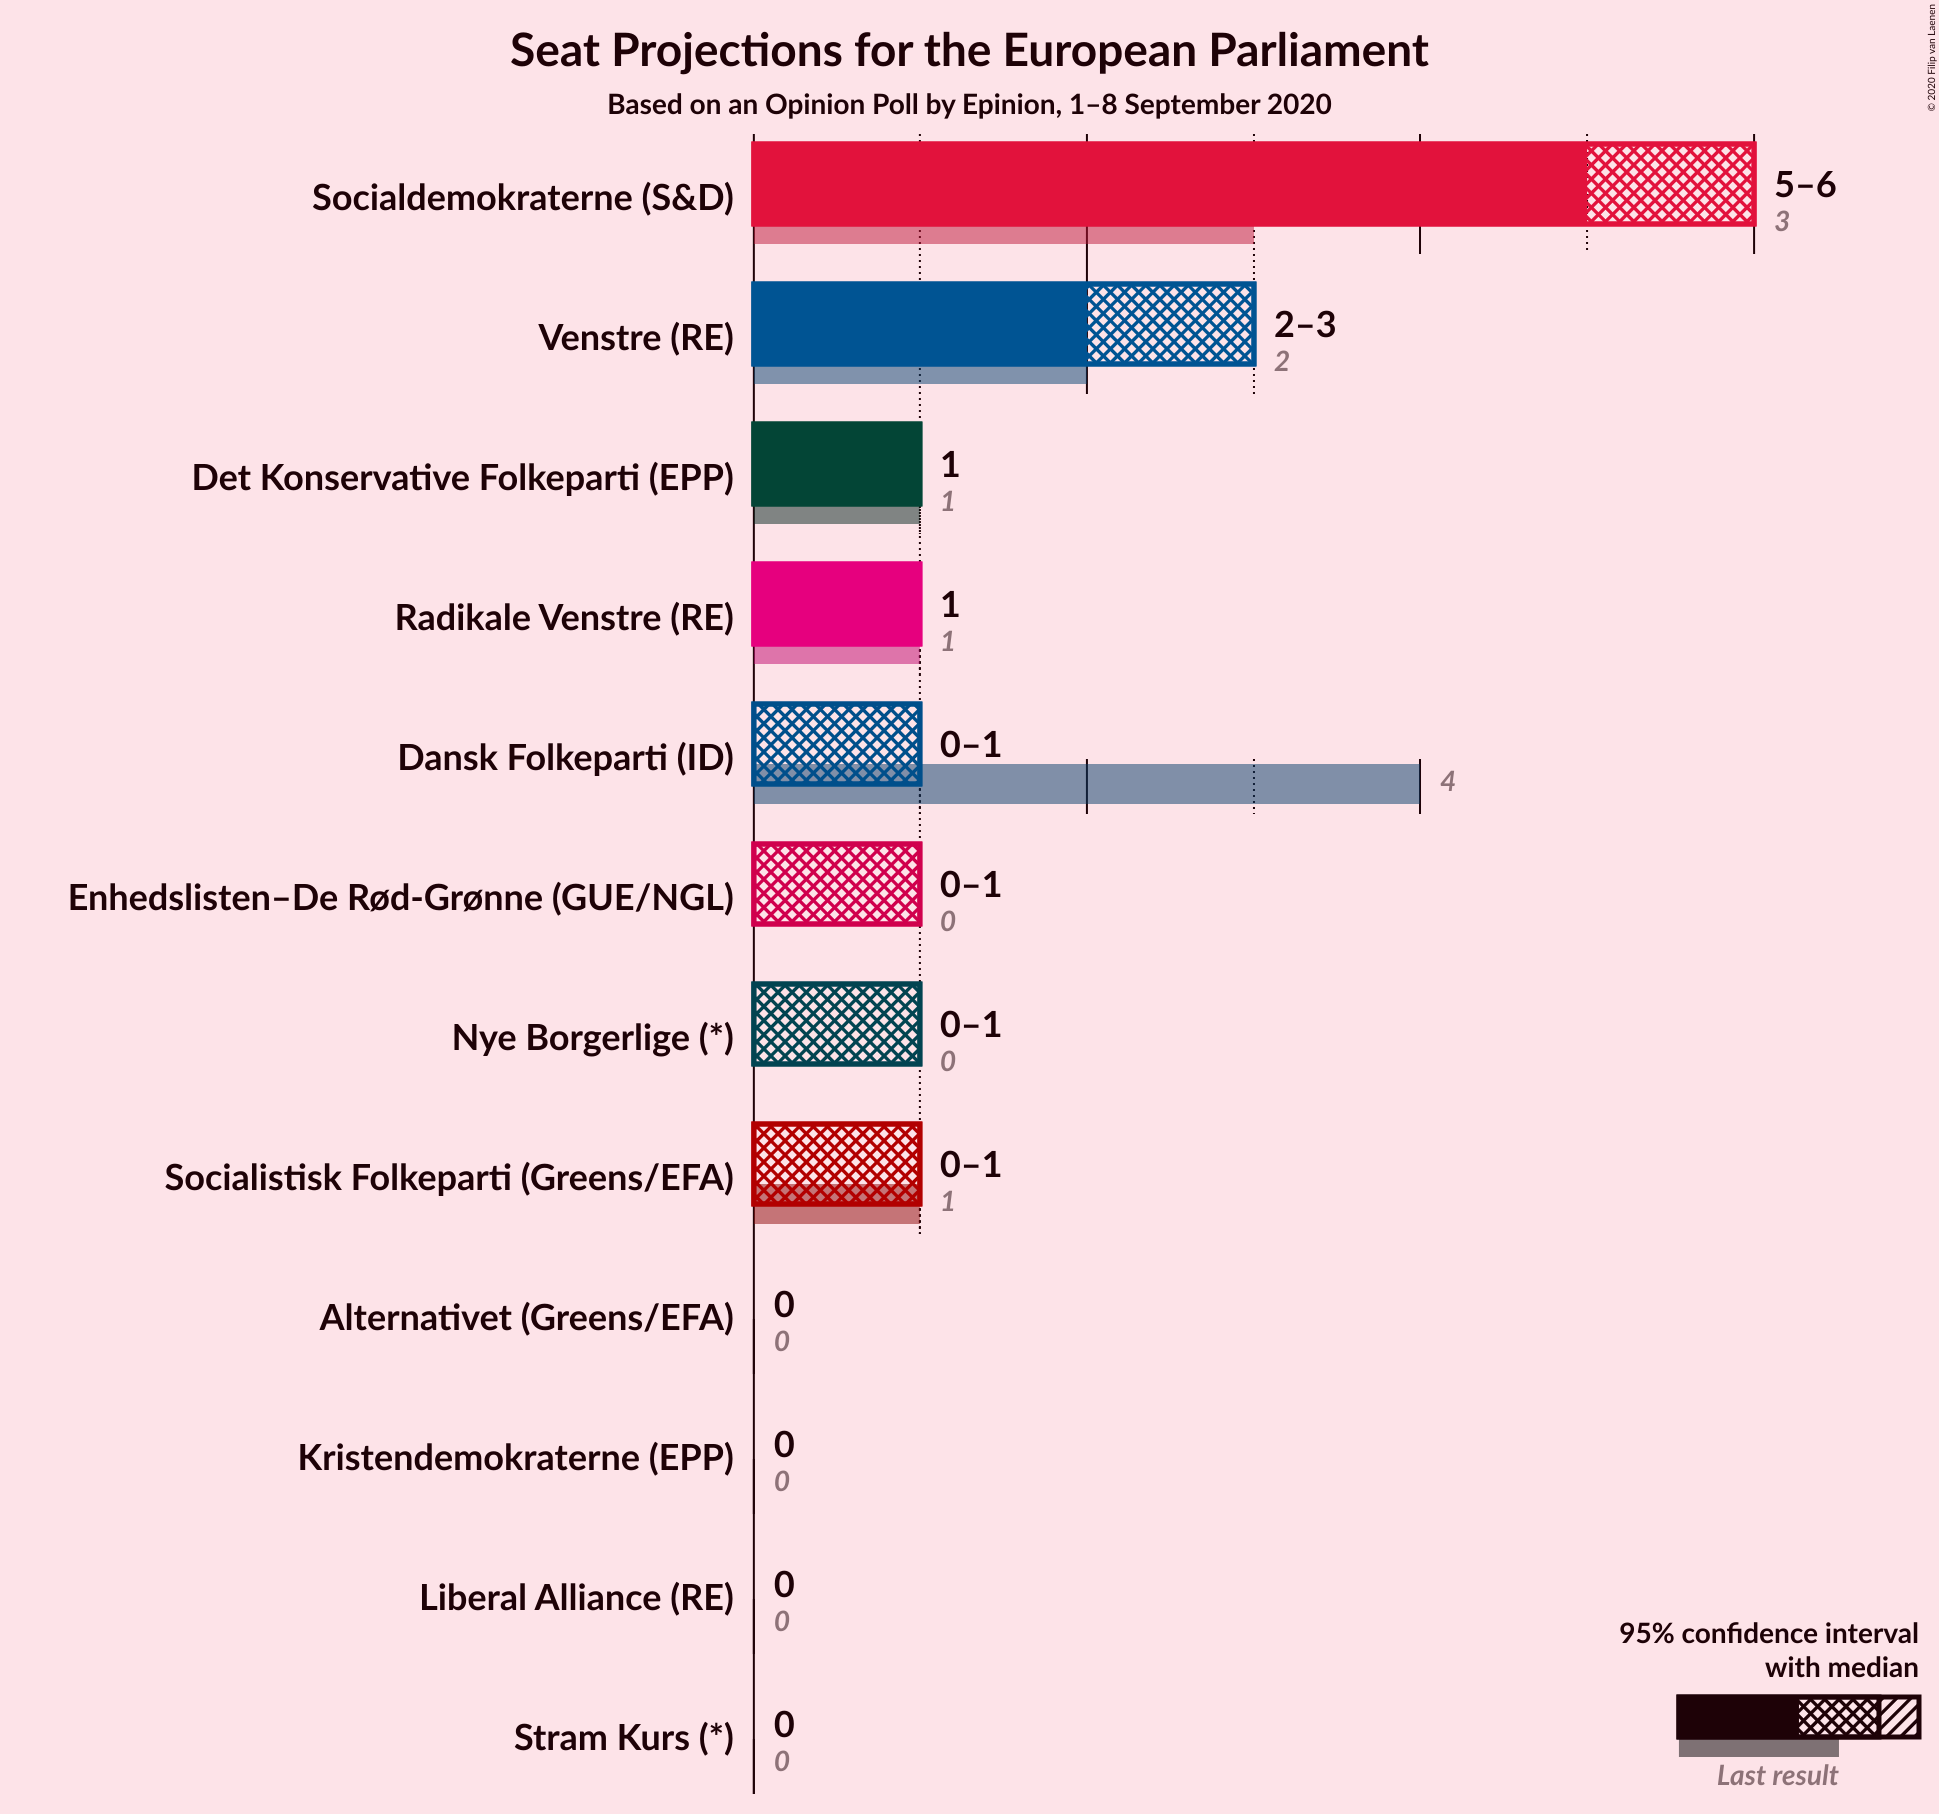 Seat Projections for the European Parliament
Based on an Opinion Poll by Epinion, 1–8 September 2020
© 2020 Filip van Laenen
Socialdemokraterne (S&D)
5–6
3
Venstre (RE)
2–3
2
Det Konservative Folkeparti (EPP)
1
1
Radikale Venstre (RE)
1
1
Dansk Folkeparti (ID)
0–1
4
Enhedslisten–De Rød-Grønne (GUE/NGL)
0–1
0
Nye Borgerlige (*)
0–1
0
Socialistisk Folkeparti (Greens/EFA)
0–1
1
Alternativet (Greens/EFA)
0
0
Kristendemokraterne (EPP)
0
0
Liberal Alliance (RE)
0
0
Stram Kurs (*)
0
0
95% confidence interval
with median
Last result